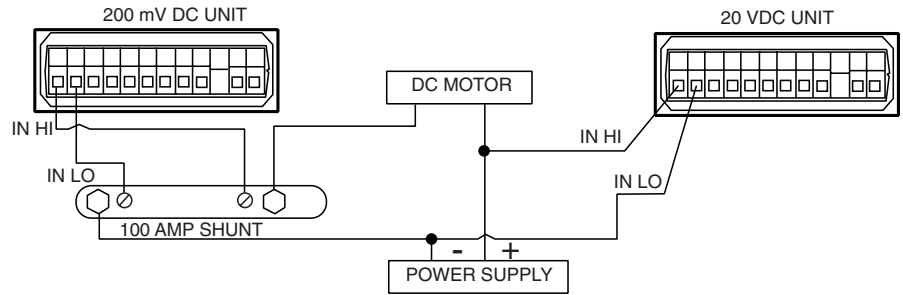 200 mV DC UNIT
20 VDC UNIT
DC MOTOR
IN HI
IN HI
IN LO
IN LO
100 AMP SHUNT
- +
POWER SUPPLY